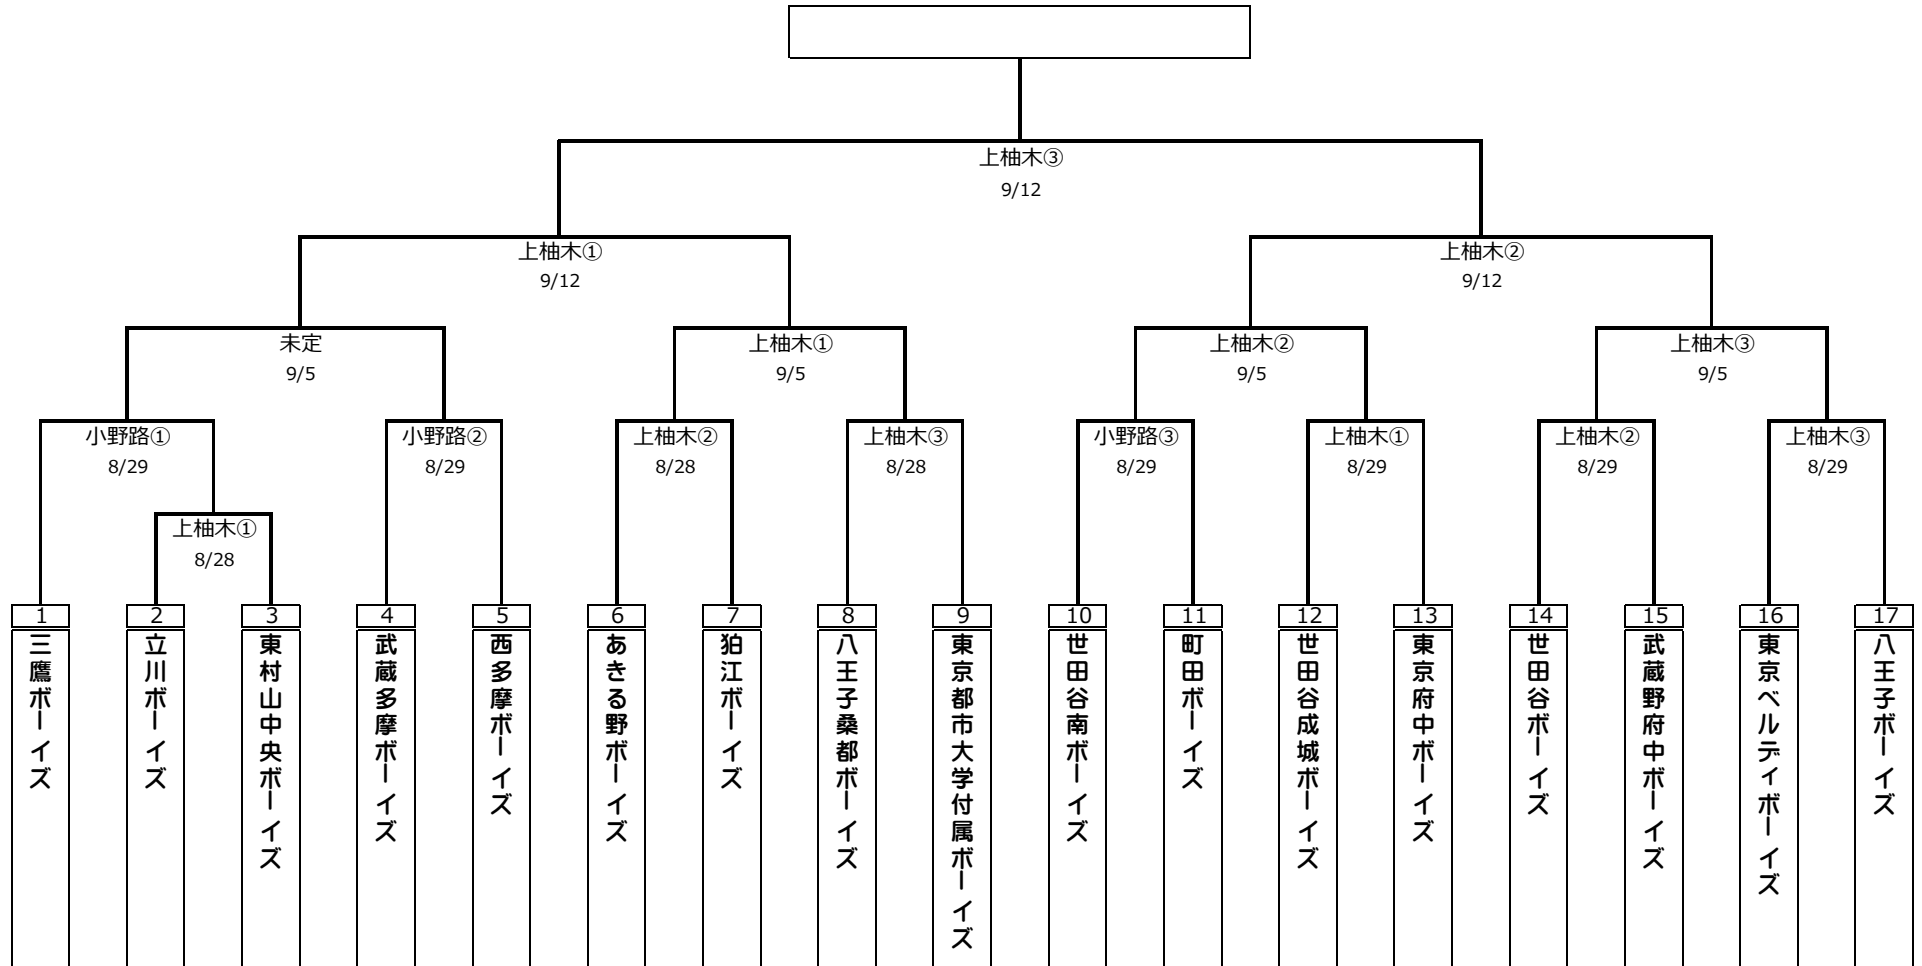 上柚木③
9/12
上柚木①
上柚木②
9/12
9/12
未定
上柚木①
上柚木②
上柚木③
9/5
9/5
9/5
9/5
小野路①
小野路②
上柚木②
上柚木③
小野路③
上柚木①
上柚木②
上柚木③
8/29
8/29
8/28
8/28
8/29
8/29
8/29
8/29
上柚木①
8/28
1
2
3
4
5
6
7
8
9
10
11
12
13
14
15
16
17
三鷹ボーイズ
立川ボーイズ
東村山中央ボーイズ
武蔵多摩ボーイズ
西多摩ボーイズ
あきる野ボーイズ
狛江ボーイズ
八王子桑都ボーイズ
東京都市大学付属ボーイズ
世田谷南ボーイズ
町田ボーイズ
世田谷成城ボーイズ
東京府中ボーイズ
世田谷ボーイズ
武蔵野府中ボーイズ
東京ベルディボーイズ
八王子ボーイズ